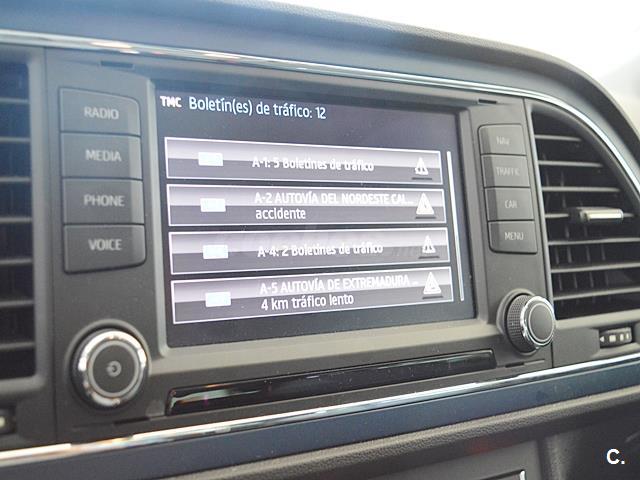 TMC Boletín(es) de tráfico: 12
A-1: 5 Boletines de tráfico
A-2 AUTOVÍA DEL NORDESTE CAL...
accidente
A-4: 2 Boletines de tráfico
A-5 AUTOVÍA DE EXTREMADURA ...
4 km tráfico lento
RADIO
MEDIA
PHONE
VOICE
NAV
TRAFFIC
CAR
MENU
C.